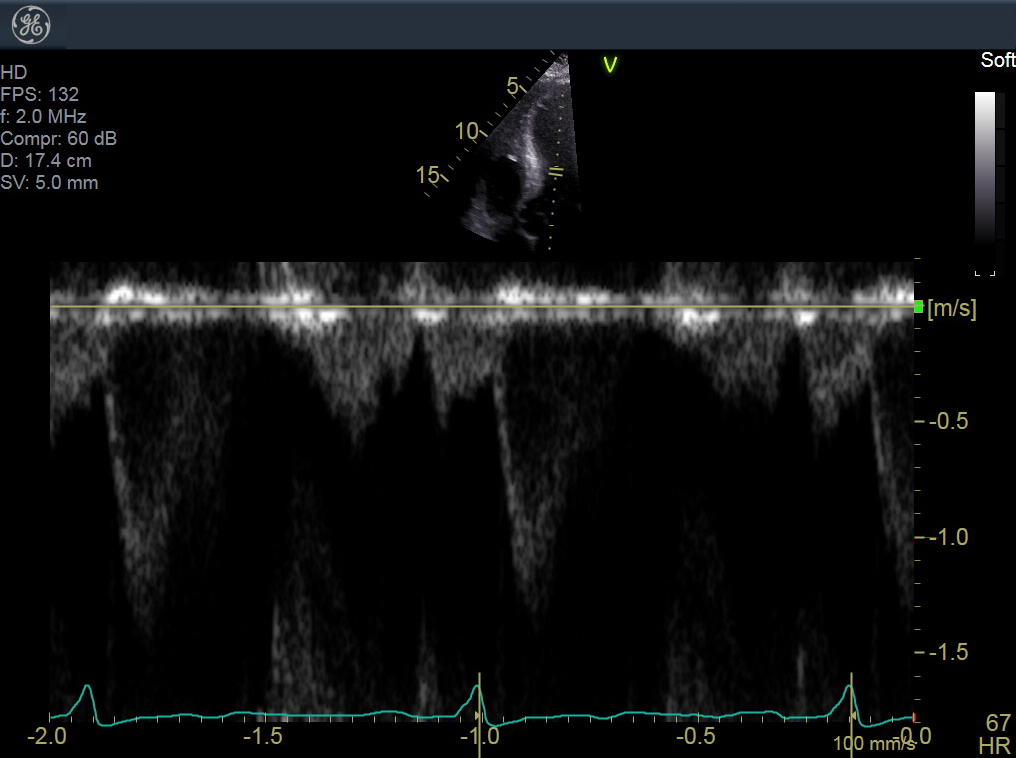 GE
V
Soft
HD
FPS: 132
f: 2.0 MHz
Compr: 60 dB
D: 17.4 cm
SV: 5.0 mm
5
10
15
[m/s]
-0.5
-1.0
-1.5
-2.0
-1.5
-1.0
-0.5
-0.0
100 mm/s
67
HR